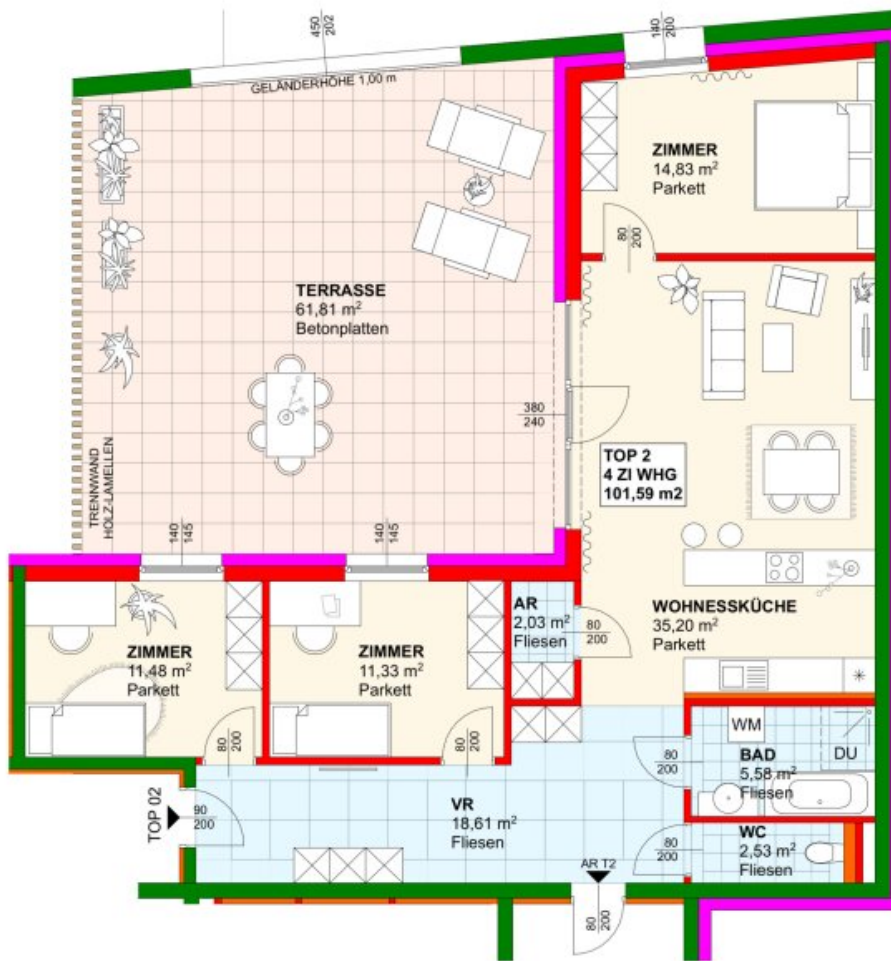 450
202
140
200
GELÄNDERHÖHE 1,00 m
ZIMMER
14,83 m²
Parkett
80
200
TERRASSE
61,81 m²
Betonplatten
380
240
TOP 2
4 ZI WHG
101,59 m2
TRENNWAND
HOLZ-LAMELLEN
140
145
140
145
ZIMMER
11,48 m²
Parkett
ZIMMER
11,33 m²
Parkett
AR
2,03 m²
Fliesen
80
200
WOHNESSKÜCHE
35,20 m²
Parkett
80
200
80
200
WM
DU
BAD
5,58 m²
Fliesen
80
200
TOP 02
90
200
VR
18,61 m²
Fliesen
WC
2,53 m²
Fliesen
80
200
AR T2
80
200